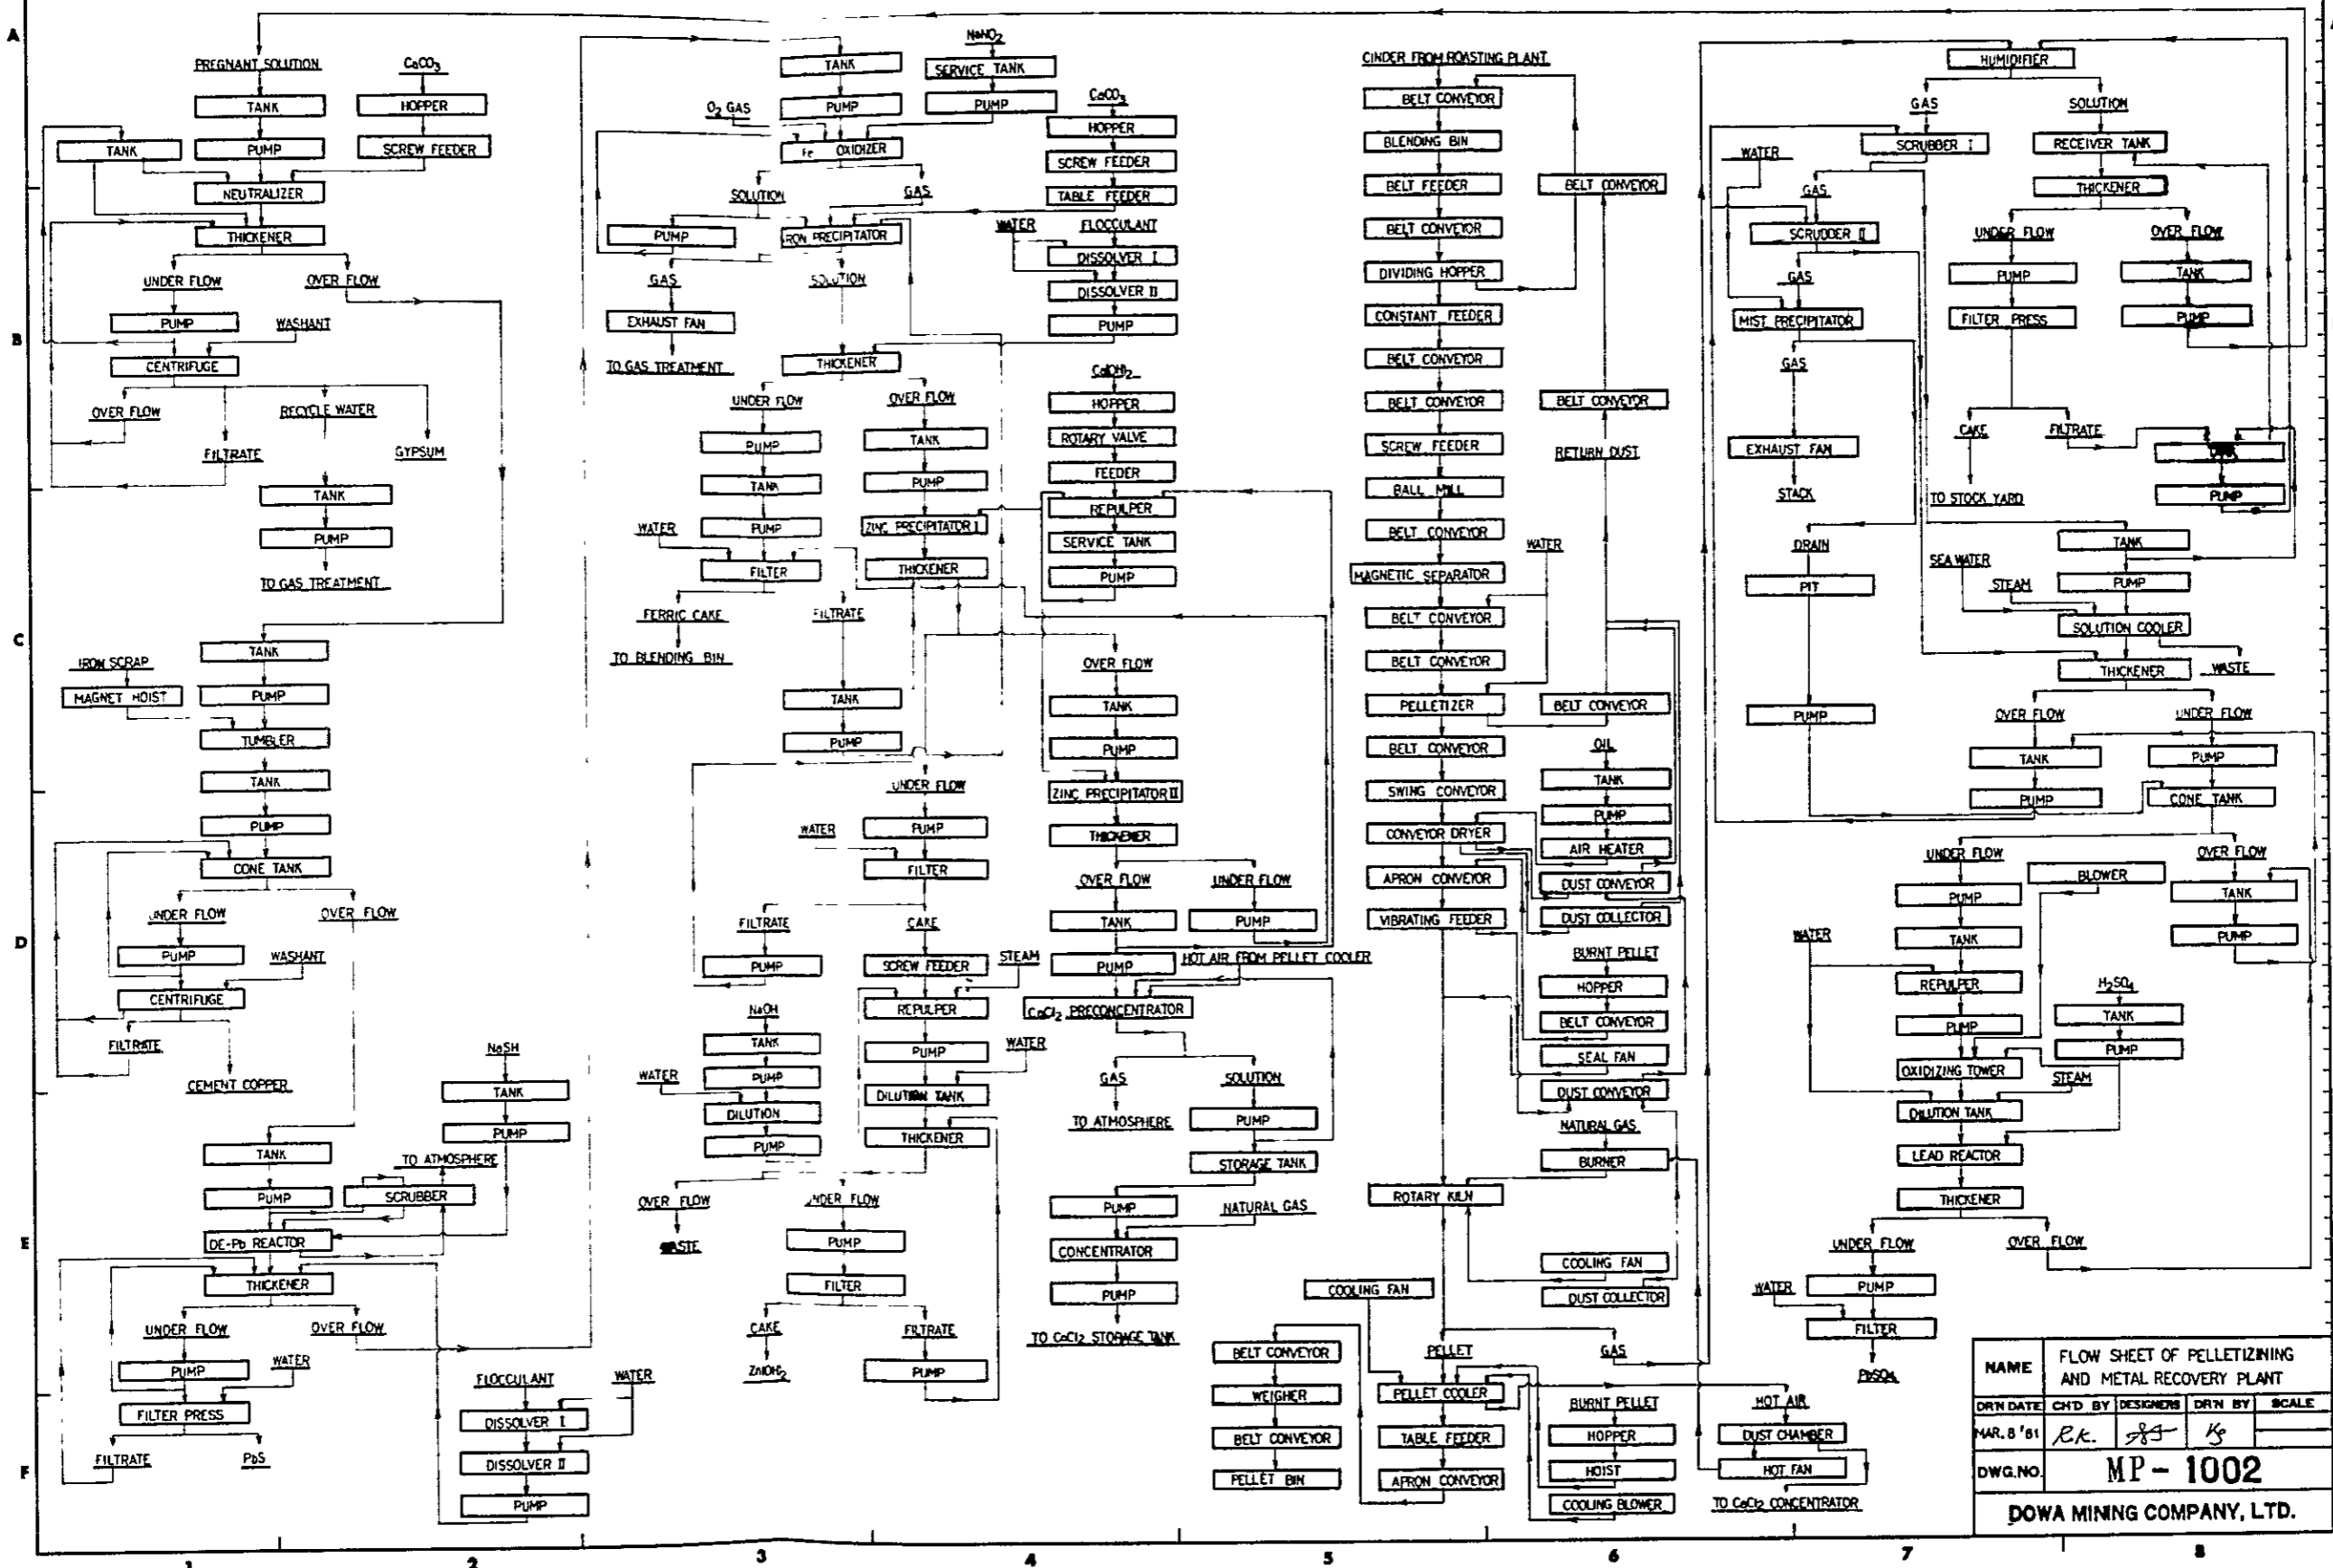 A
PREGNANT SOLUTION
CaCO3
TANK
HOPPER
TANK
PUMP
SCREW FEEDER
NEUTRALIZER
THICKENER
UNDER FLOW
OVER FLOW
PUMP
WASHANT
B
CENTRIFUGE
OVER FLOW
RECYCLE WATER
FILTRATE
GYPSUM
TANK
PUMP
TO GAS TREATMENT
C
TANK
IRON SCRAP
MAGNET HOIST
PUMP
TUMBLER
TANK
PUMP
CONE TANK
UNDER FLOW
OVER FLOW
D
PUMP
WASHANT
CENTRIFUGE
FILTRATE
CEMENT COPPER
NaSH
TANK
PUMP
TANK
TO ATMOSPHERE
PUMP
SCRUBBER
E
DE-Pb REACTOR
THICKENER
UNDER FLOW
OVER FLOW
PUMP
WATER
FILTER PRESS
FILTRATE
PbS
F
FLOCCULANT
WATER
DISSOLVER I
DISSOLVER II
PUMP
NaNO2
TANK
SERVICE TANK
PUMP
PUMP
O2 GAS
CaCO3
HOPPER
Fe OXIDIZER
SCREW FEEDER
SOLUTION
GAS
TABLE FEEDER
PUMP
RON PRECIPITATOR
WATER
FLOCCULANT
DISSOLVER I
GAS
SOLUTION
DISSOLVER II
EXHAUST FAN
PUMP
TO GAS TREATMENT
THICKENER
Ca(OH)2
UNDER FLOW
OVER FLOW
HOPPER
PUMP
TANK
ROTARY VALVE
TANK
PUMP
FEEDER
WATER
PUMP
ZINC PRECIPITATOR I
REPULPER
SERVICE TANK
FILTER
THICKENER
PUMP
FERRIC CAKE
FILTRATE
TO BLENDING BIN
OVER FLOW
TANK
TANK
PUMP
PUMP
UNDER FLOW
ZINC PRECIPITATOR II
WATER
PUMP
THICKENER
FILTER
OVER FLOW
UNDER FLOW
FILTRATE
CAKE
TANK
PUMP
PUMP
SCREW FEEDER
STEAM
PUMP
HOT AIR FROM PELLET COOLER
REPULPER
CaCl2 PRECONCENTRATOR
NaOH
TANK
PUMP
WATER
WATER
PUMP
DILUTION
DILUTION TANK
GAS
SOLUTION
TO ATMOSPHERE
PUMP
PUMP
THICKENER
STORAGE TANK
OVER FLOW
UNDER FLOW
PUMP
NATURAL GAS
WASTE
PUMP
CONCENTRATOR
FILTER
PUMP
CAKE
FILTRATE
TO CaCl2 STORAGE TANK
Zn(OH)2
PUMP
CINDER FROM ROASTING PLANT
BELT CONVEYOR
BLENDING BIN
BELT FEEDER
BELT CONVEYOR
BELT CONVEYOR
DIVIDING HOPPER
CONSTANT FEEDER
BELT CONVEYOR
BELT CONVEYOR
BELT CONVEYOR
SCREW FEEDER
RETURN DUST
BALL MILL
BELT CONVEYOR
WATER
MAGNETIC SEPARATOR
BELT CONVEYOR
BELT CONVEYOR
PELLETIZER
BELT CONVEYOR
BELT CONVEYOR
OIL
TANK
SWING CONVEYOR
PUMP
CONVEYOR DRYER
AIR HEATER
APRON CONVEYOR
DUST CONVEYOR
VIBRATING FEEDER
DUST COLLECTOR
BURNT PELLET
HOPPER
BELT CONVEYOR
SEAL FAN
DUST CONVEYOR
NATURAL GAS
BURNER
ROTARY KILN
COOLING FAN
COOLING FAN
DUST COLLECTOR
BELT CONVEYOR
PELLET
GAS
WEIGHER
PELLET COOLER
BURNT PELLET
HOT AIR
BELT CONVEYOR
TABLE FEEDER
HOPPER
DUST CHAMBER
PELLET BIN
APRON CONVEYOR
HOIST
HOT FAN
COOLING BLOWER
TO CaCl2 CONCENTRATOR
HUMIDIFIER
GAS
SOLUTION
SCRUBBER I
RECEIVER TANK
WATER
GAS
THICKENER
SCRUDDER II
UNDER FLOW
OVER FLOW
GAS
PUMP
TANK
MIST PRECIPITATOR
FILTER PRESS
PUMP
GAS
CAKE
FILTRATE
EXHAUST FAN
STACK
TO STOCK YARD
PUMP
DRAIN
TANK
SEA WATER
PIT
STEAM
PUMP
SOLUTION COOLER
THICKENER
WASTE
PUMP
OVER FLOW
UNDER FLOW
TANK
PUMP
PUMP
CONE TANK
UNDER FLOW
OVER FLOW
BLOWER
PUMP
TANK
WATER
TANK
PUMP
REPULPER
H2SO4
TANK
PUMP
PUMP
OXIDIZING TOWER
STEAM
DILUTION TANK
LEAD REACTOR
THICKENER
UNDER FLOW
OVER FLOW
WATER
PUMP
FILTER
PbSO4
NAME
FLOW SHEET OF PELLETIZINING
AND METAL RECOVERY PLANT
DR'N DATE CH'D BY DESIGNERS DR'N BY SCALE
MAR. 8 '81 R.K.
DWG.NO. MP-1002
DOWA MINING COMPANY, LTD.
1 2 3 4 5 6 7 8